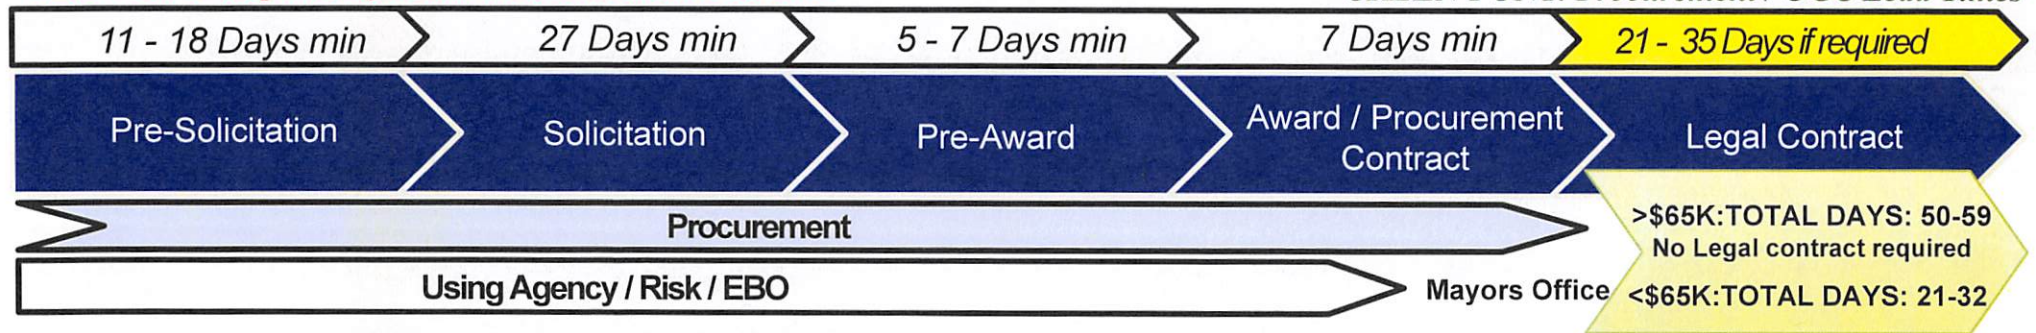 11 - 18 Days min
27 Days min
5 - 7 Days min
7 Days min
21 - 35 Days if required
Pre-Solicitation
Solicitation
Pre-Award
Award / Procurement
Contract
Legal Contract
Procurement
>$65K:TOTAL DAYS: 50-59
No Legal contract required
Using Agency / Risk / EBO
Mayors Office
<$65K:TOTAL DAYS: 21-32